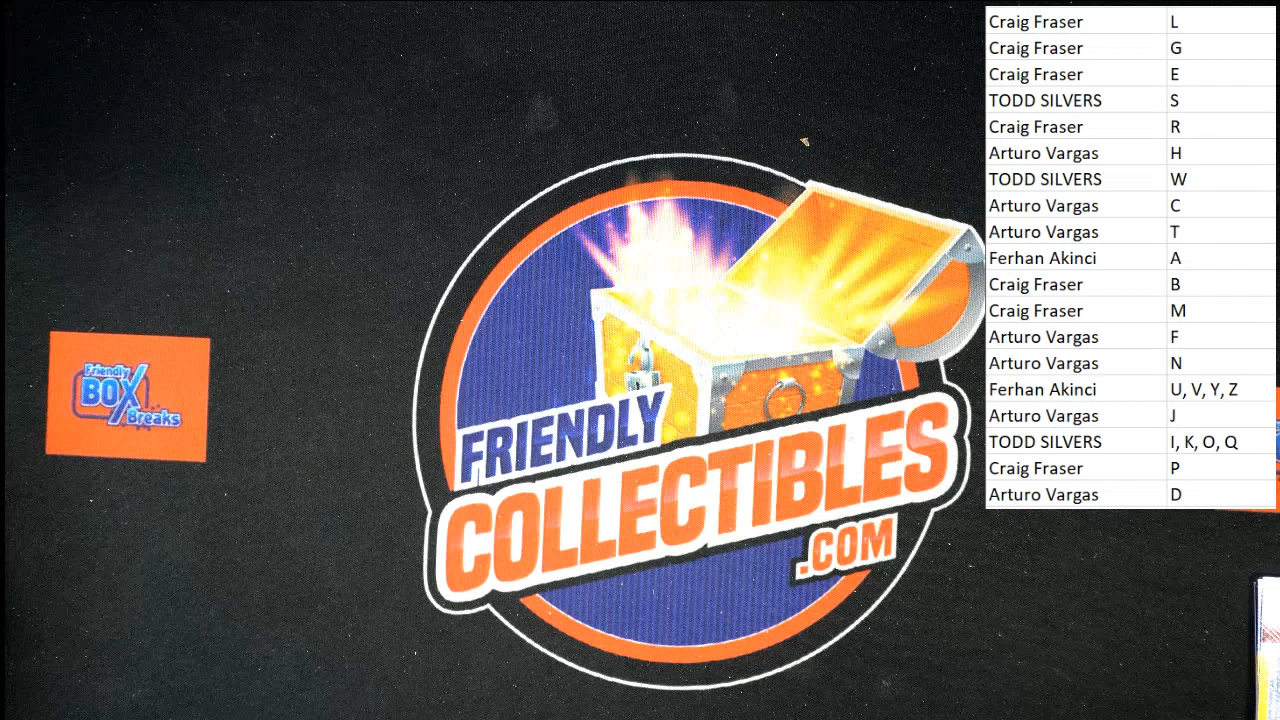 Craig Fraser L
Craig Fraser G
Craig Fraser E
TODD SILVERS S
Craig Fraser R
Arturo Vargas H
TODD SILVERS W
Arturo Vargas C
Arturo Vargas T
Ferhan Akinci A
Craig Fraser B
Craig Fraser M
Arturo Vargas F
Arturo Vargas N
Ferhan Akinci U, V, Y, Z
Arturo Vargas J
TODD SILVERS I, K, O, Q
Craig Fraser P
Arturo Vargas D
Friendly
BOX
Breaks
FRIENDLY
COLLECTIBLES
.COM